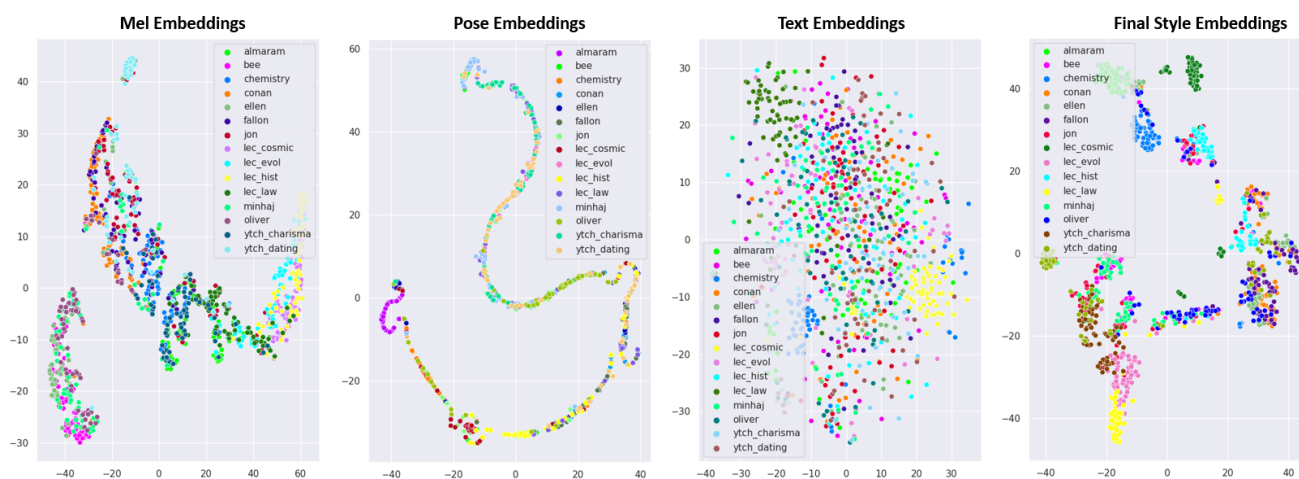 Mel Embeddings
40
30
20
10
0
−10
−20
−30
−40
−20
0
20
40
60
almaram
bee
chemistry
conan
ellen
fallon
jon
lec_cosmic
lec_evol
lec_hist
lec_law
minhaj
oliver
ytch_charisma
ytch_dating
Pose Embeddings
60
40
20
0
−20
−40
−20
0
20
40
60
almaram
bee
chemistry
conan
ellen
fallon
jon
lec_cosmic
lec_evol
lec_hist
lec_law
minhaj
oliver
ytch_charisma
ytch_dating
Text Embeddings
30
20
10
0
−10
−20
−30
−40
−30
−20
−10
0
10
20
30
almaram
bee
chemistry
conan
ellen
fallon
jon
lec_cosmic
lec_evol
lec_hist
lec_law
minhaj
oliver
ytch_charisma
ytch_dating
Final Style Embeddings
40
20
0
−20
−40
−40
−20
0
20
40
almaram
bee
chemistry
conan
ellen
fallon
jon
lec_cosmic
lec_evol
lec_hist
lec_law
minhaj
oliver
ytch_charisma
ytch_dating